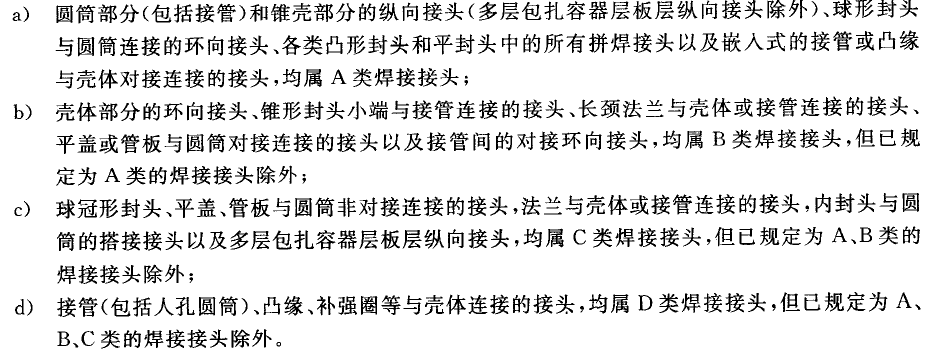 a) 圆筒部分(包括接管)和锥壳部分的纵向接头(多层包扎容器层板层纵向接头除外)、球形封头
与圆筒连接的环向接头、各类凸形封头和平封头中的所有拼焊接头以及嵌入式的接管或凸缘
与壳体对接连接的接头,均属 A 类焊接接头;
b) 壳体部分的环向接头、锥形封头小端与接管连接的接头、长颈法兰与壳体或接管连接的接头、
平盖或管板与圆筒对接连接的接头以及接管间的对接环向接头,均属 B 类焊接接头,但已规
定为 A 类的焊接接头除外;
c) 球冠形封头、平盖、管板与圆筒非对接连接的接头,法兰与壳体或接管连接的接头,内封头与圆
筒的搭接接头以及多层包扎容器层板层纵向接头,均属 C 类焊接接头,但已规定为 A、B 类的
焊接接头除外;
d) 接管(包括人孔圆筒)、凸缘、补强圈等与壳体连接的接头,均属 D 类焊接接头,但已规定为 A、
B、C 类的焊接接头除外。